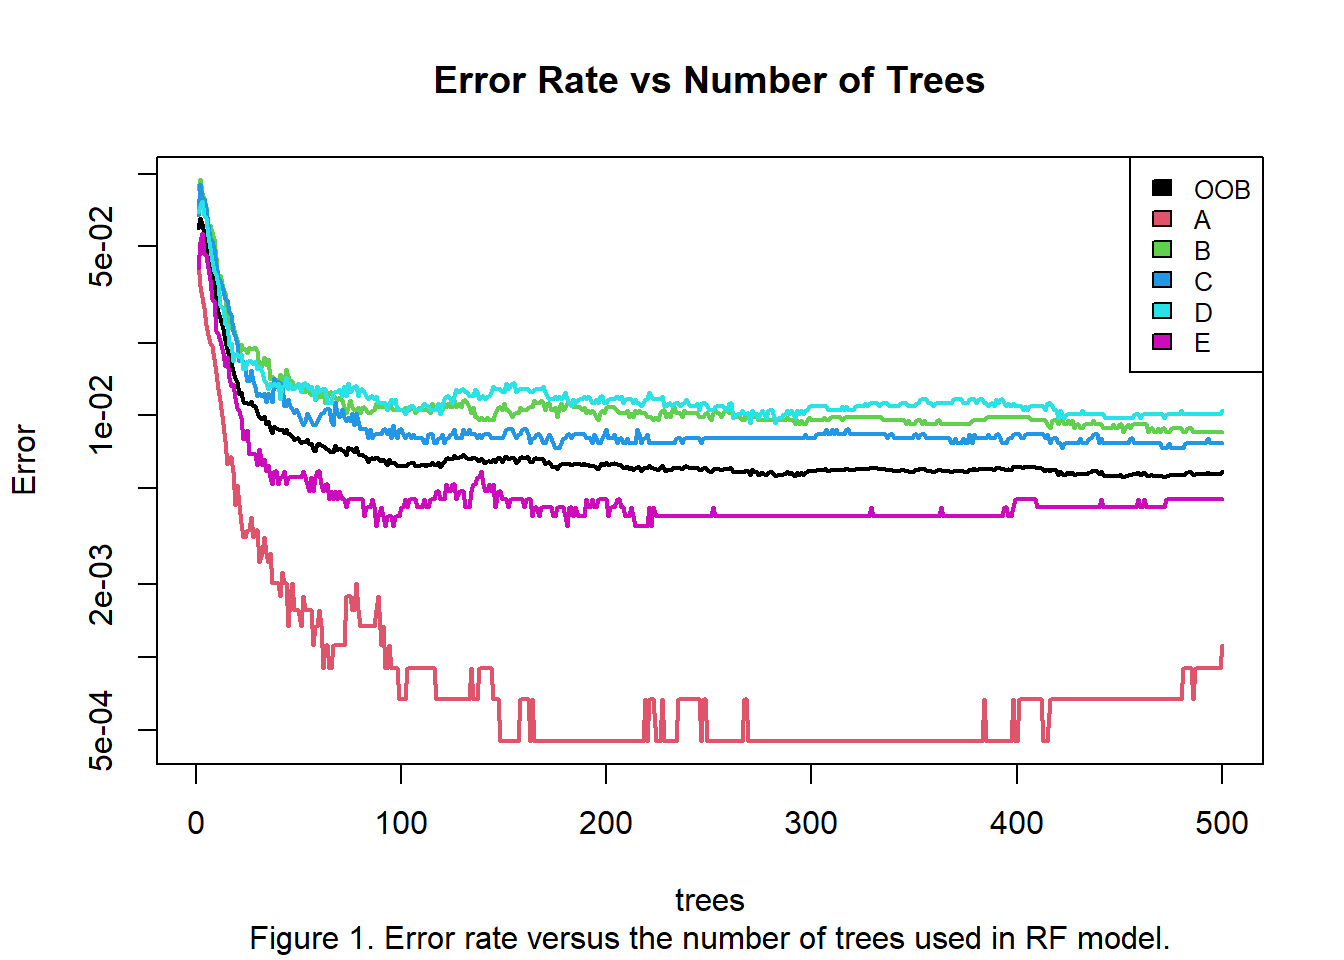 Error Rate vs Number of Trees
OOB
A
B
C
D
E
Error
5e-02
1e-02
2e-03
5e-04
0 100 200 300 400 500
trees
Figure 1. Error rate versus the number of trees used in RF model.